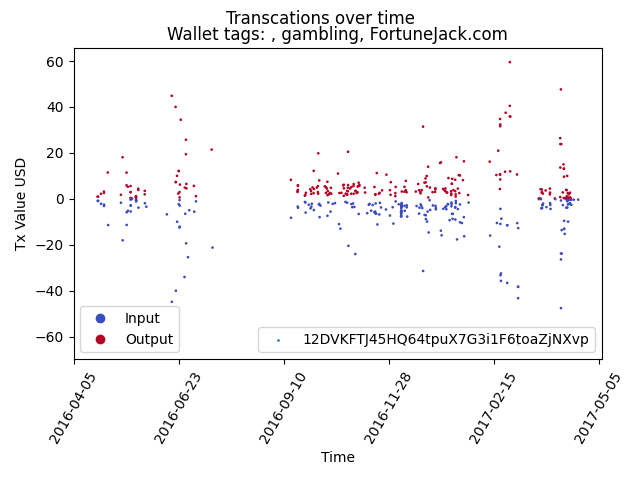 Transcations over time
Wallet tags: , gambling, FortuneJack.com
Tx Value USD
60
40
20
0
−20
−40
−60
Input
Output
12DVKFTJ45HQ64tpuX7G3i1F6toaZjNXvp
2016-04-05
2016-06-23
2016-09-10
2016-11-28
2017-02-15
2017-05-05
Time